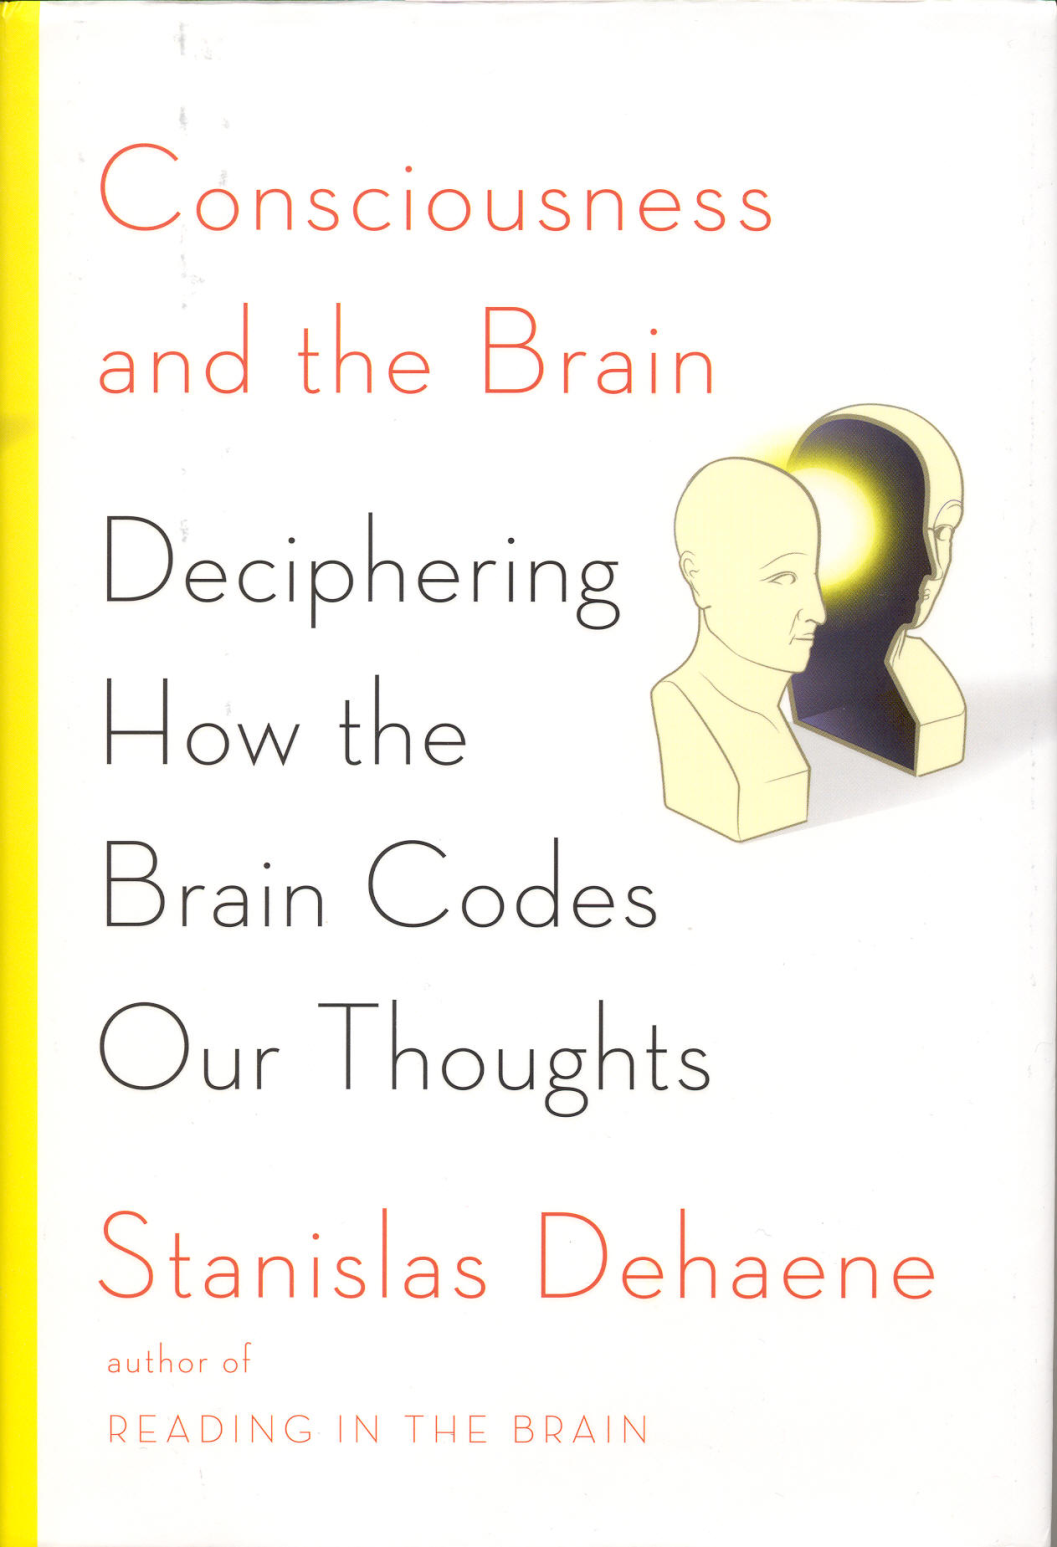 Consciousness
and the Brain
Deciphering
How the
Brain Codes
Our Thoughts
Stanislas Dehaene
author of
READING IN THE BRAIN